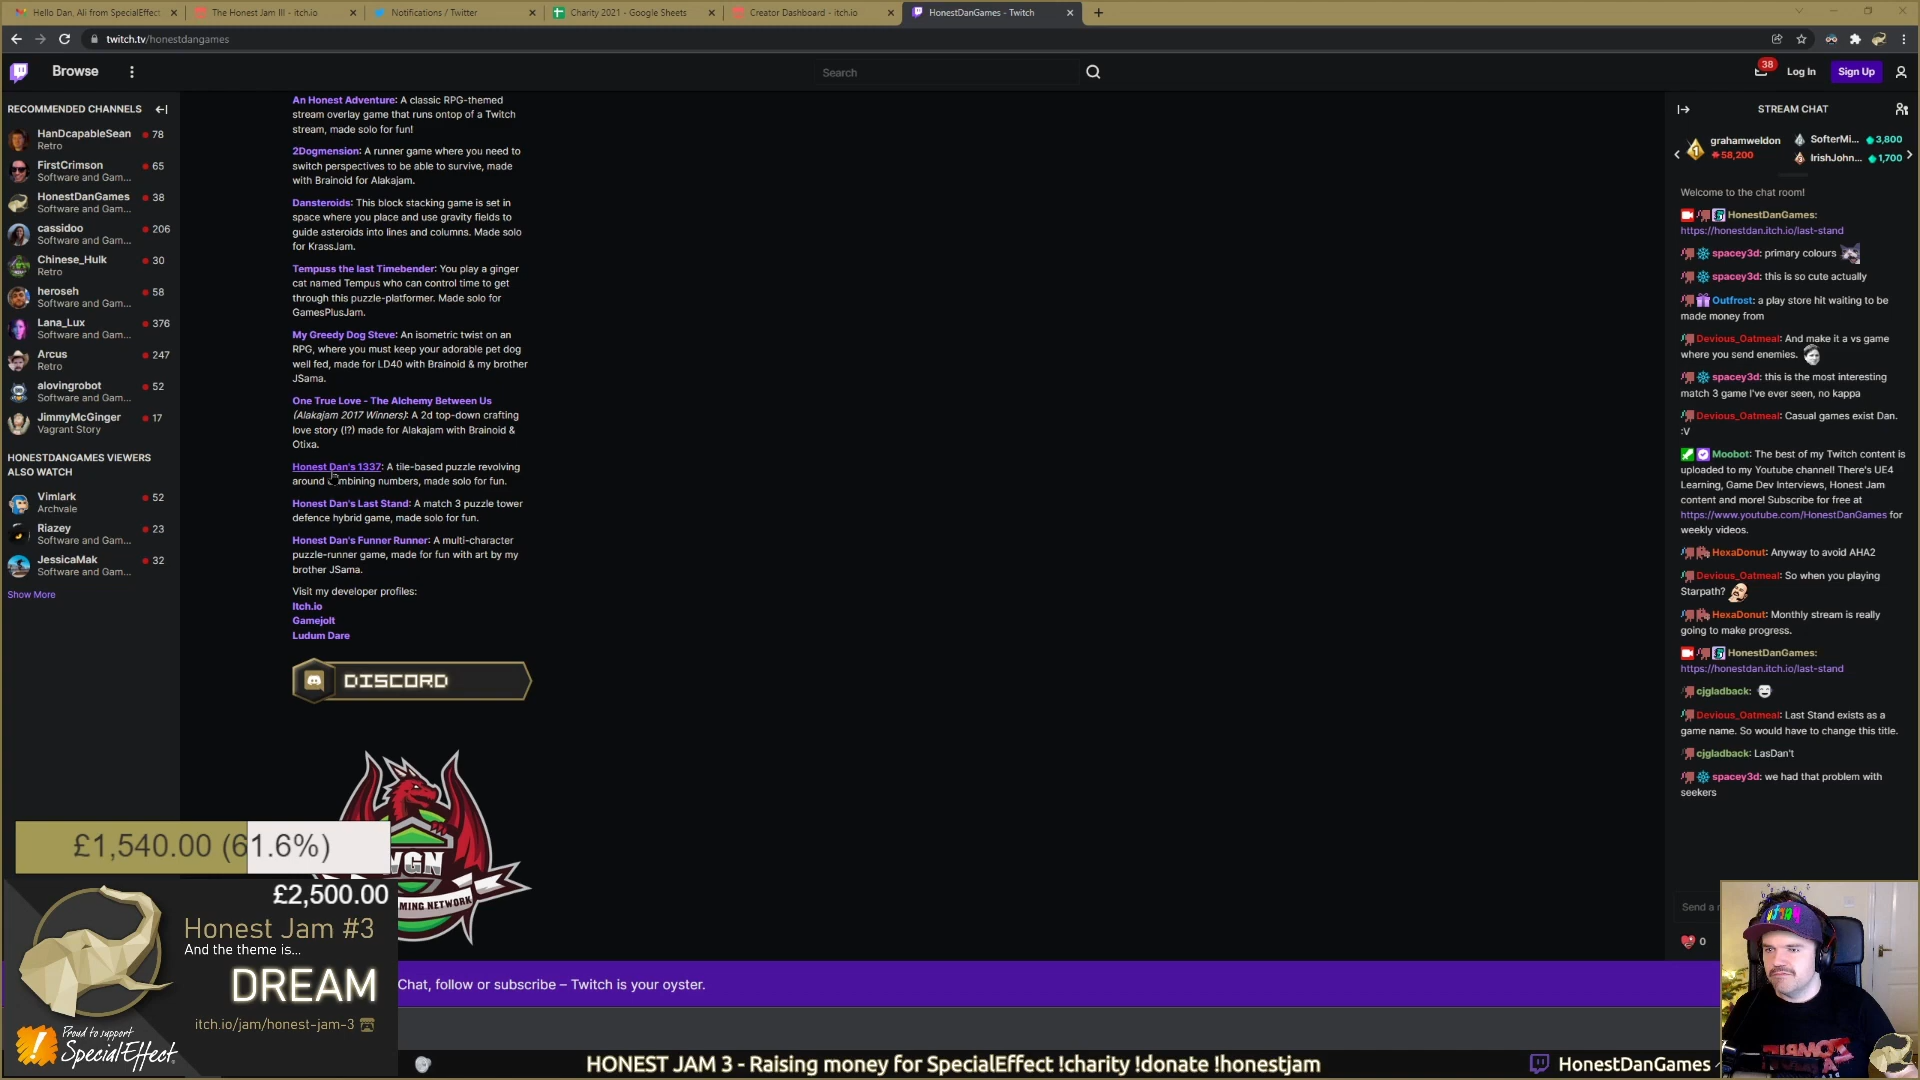 Hello Dan, Ali from SpecialEffect
The Honest Jam III - itch.io
Notifications / Twitter
Charity 2021 - Google Sheets
Creator Dashboard - itch.io
HonestDanGames - Twitch
twitch.tv/honestdangames
Browse
Search
38
Log In
Sign Up
RECOMMENDED CHANNELS
HanDcapableSean
78
Retro
FirstCrimson
65
Software and Gam...
HonestDanGames
38
Software and Gam...
cassidoo
206
Software and Gam...
Chinese_Hulk
30
Retro
heroseh
58
Software and Gam...
Lana_Lux
376
Software and Gam...
Arcus
247
Retro
alovingrobot
52
Software and Gam...
JimmyMcGinger
17
Vagrant Story
HONESTDANGAMES VIEWERS
ALSO WATCH
Vimlark
52
Archvale
Riazey
23
Software and Gam...
JessicaMak
32
Software and Gam...
Show More
An Honest Adventure: A classic RPG-themed
stream overlay game that runs ontop of a Twitch
stream, made solo for fun!
2Dogmension: A runner game where you need to
switch perspectives to be able to survive, made
with Brainoid for Alakajam.
Dansteroids: This block stacking game is set in
space where you place and use gravity fields to
guide asteroids into lines and columns. Made solo
for KrassJam.
Tempuss the last Timebender: You play a ginger
cat named Tempus who can control time to get
through this puzzle-platformer. Made solo for
GamesPlusJam.
My Greedy Dog Steve: An isometric twist on an
RPG, where you must keep your adorable pet dog
well fed, made for LD40 with Brainoid & my brother
JSama.
One True Love - The Alchemy Between Us
(Alakajam 2017 Winners): A 2d top-down crafting
love story (!?) made for Alakajam with Brainoid &
Otixa.
Honest Dan's 1337: A tile-based puzzle revolving
around combining numbers, made solo for fun.
Honest Dan's Last Stand: A match 3 puzzle tower
defence hybrid game, made solo for fun.
Honest Dan's Funner Runner: A multi-character
puzzle-runner game, made for fun with art by my
brother JSama.
Visit my developer profiles:
Itch.io
Gamejolt
Ludum Dare
DISCORD
WGN
MING NETWORK
STREAM CHAT
grahamweldon
58,200
SofterMi...
3,800
IrishJohn...
1,700
Welcome to the chat room!
HonestDanGames:
https://honestdan.itch.io/last-stand
spacey3d: primary colours
spacey3d: this is so cute actually
Outfrost: a play store hit waiting to be
made money from
Devious_Oatmeal: And make it a vs game
where you send enemies.
spacey3d: this is the most interesting
match 3 game I've ever seen, no kappa
Devious_Oatmeal: Casual games exist Dan.
:V
Moobot: The best of my Twitch content is
uploaded to my Youtube channel! There's UE4
Learning, Game Dev Interviews, Honest Jam
content and more! Subscribe for free at
https://www.youtube.com/HonestDanGames for
weekly videos.
HexaDonut: Anyway to avoid AHA2
Devious_Oatmeal: So when you playing
Starpath?
HexaDonut: Monthly stream is really
going to make progress.
HonestDanGames:
https://honestdan.itch.io/last-stand
cjgladback:
Devious_Oatmeal: Last Stand exists as a
game name. So would have to change this title.
cjgladback: LasDan't
spacey3d: we had that problem with
seekers
Send a
0
£1,540.00 (61.6%)
£2,500.00
Honest Jam #3
And the theme is...
DREAM
itch.io/jam/honest-jam-3
Proud to support
SpecialEffect
Chat, follow or subscribe – Twitch is your oyster.
HONEST JAM 3 - Raising money for SpecialEffect !charity !donate !honestjam
HonestDanGames